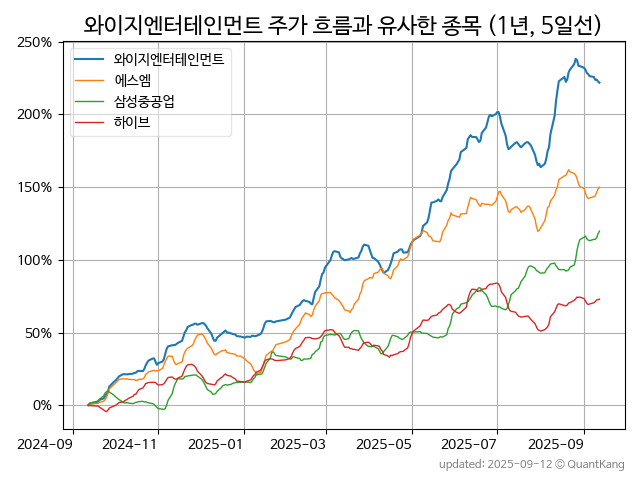 와이지엔터테인먼트 주가 흐름과 유사한 종목 (1년, 5일선)
250%
200%
150%
100%
50%
0%
와이지엔터테인먼트
에스엠
삼성중공업
하이브
2024-09 2024-11 2025-01 2025-03 2025-05 2025-07 2025-09
updated: 2025-09-12 © QuantKang